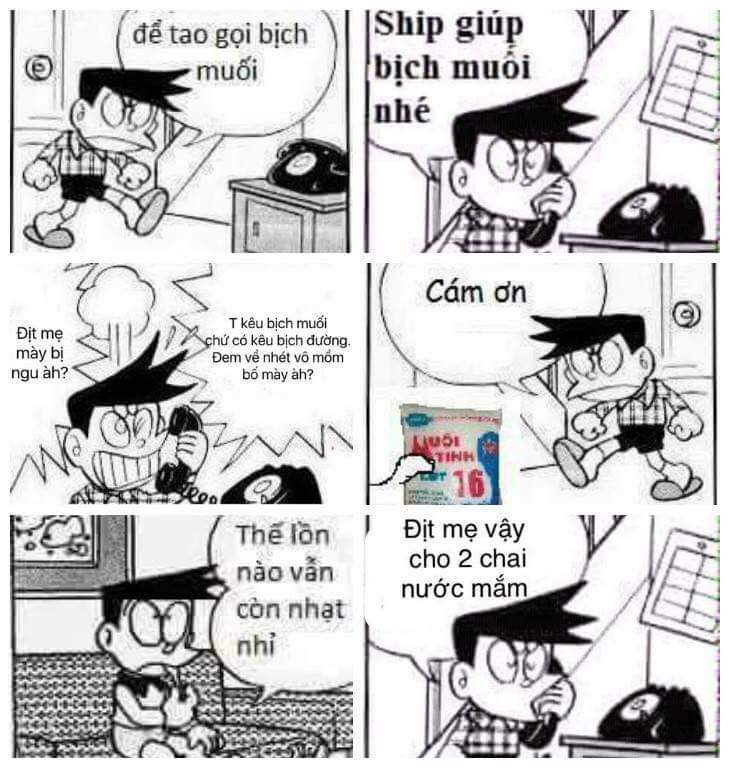 để tao gọi bịch
muối
Ship giúp
bịch muối
nhé
Địt mẹ
mày bị
ngu àh?
T kêu bịch muối
chứ có kêu bịch đường.
Đem về nhét vô mồm
bố mày àh?
Cám ơn
MUỐI
TINH
16
Thế lồn
nào vẫn
còn nhạt
nhỉ
Địt mẹ vậy
cho 2 chai
nước mắm